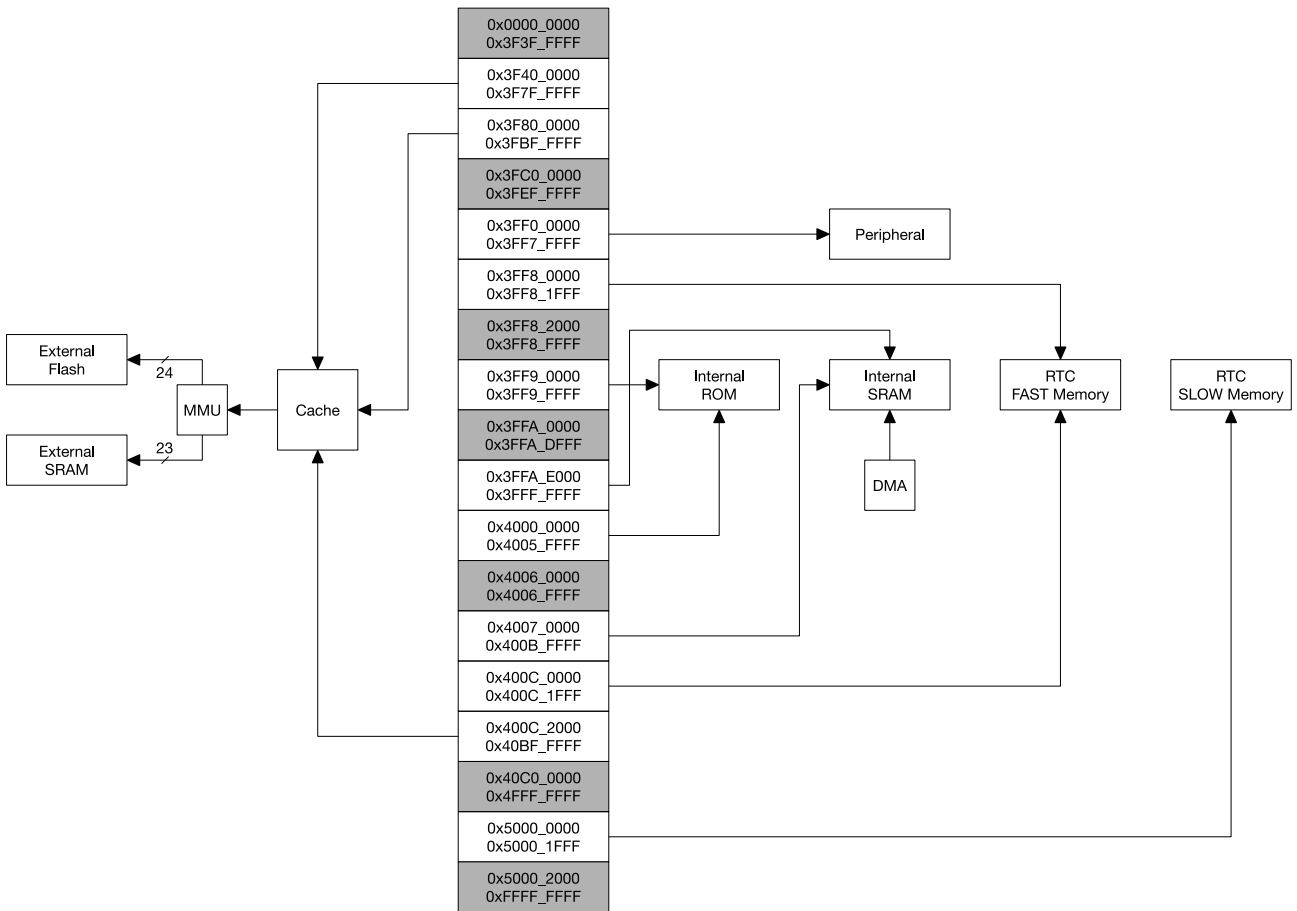 0x0000_0000
0x3F3F_FFFF
0x3F40_0000
0x3F7F_FFFF
0x3F80_0000
0x3FBF_FFFF
0x3FC0_0000
0x3FEF_FFFF
0x3FF0_0000
0x3FF7_FFFF
Peripheral
0x3FF8_0000
0x3FF8_1FFF
0x3FF8_2000
0x3FF8_FFFF
External
Flash
24
MMU
Cache
0x3FF9_0000
0x3FF9_FFFF
Internal
ROM
Internal
SRAM
RTC
FAST Memory
RTC
SLOW Memory
0x3FFA_0000
0x3FFA_DFFF
External
SRAM
23
0x3FFA_E000
0x3FFF_FFFF
DMA
0x4000_0000
0x4005_FFFF
0x4006_0000
0x4006_FFFF
0x4007_0000
0x400B_FFFF
0x400C_0000
0x400C_1FFF
0x400C_2000
0x40BF_FFFF
0x40C0_0000
0x4FFF_FFFF
0x5000_0000
0x5000_1FFF
0x5000_2000
0xFFFF_FFFF